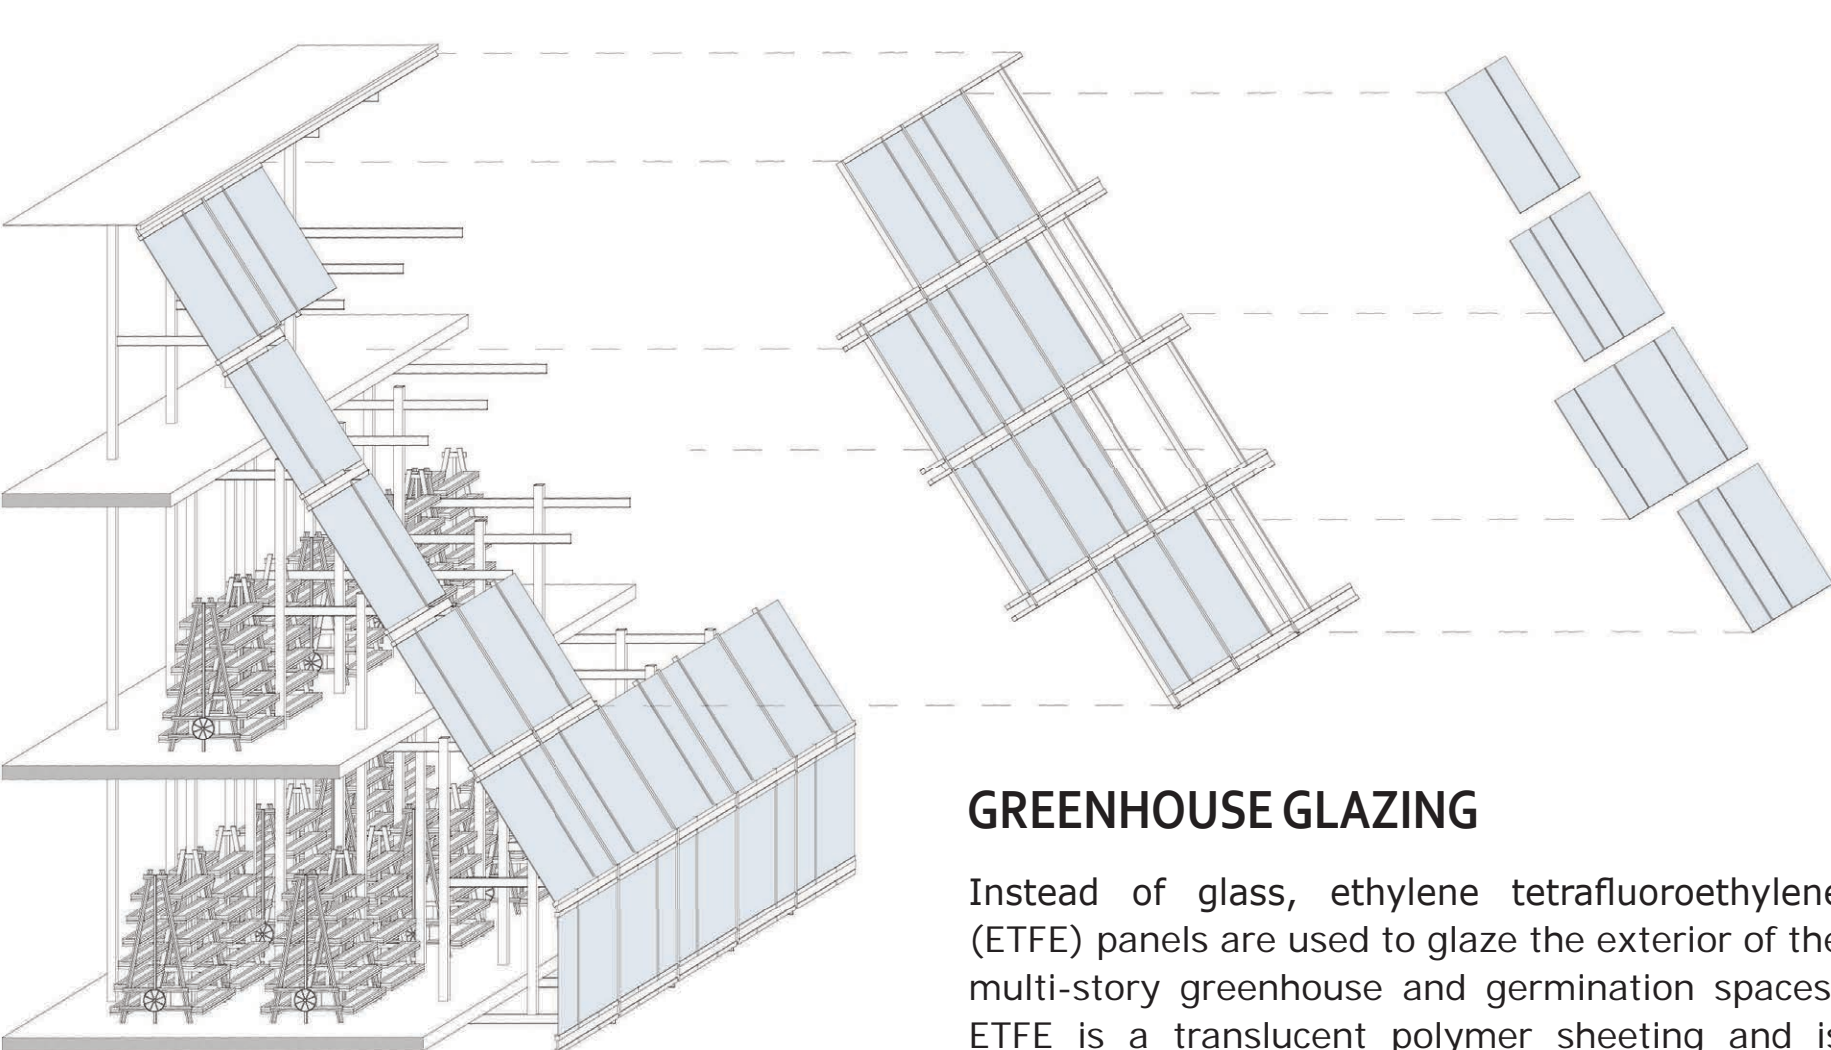 GREENHOUSE GLAZING
Instead of glass, ethylene tetrafluoroethylene
(ETFE) panels are used to glaze the exterior of the
multi-story greenhouse and germination spaces.
ETFE is a translucent polymer sheeting and is